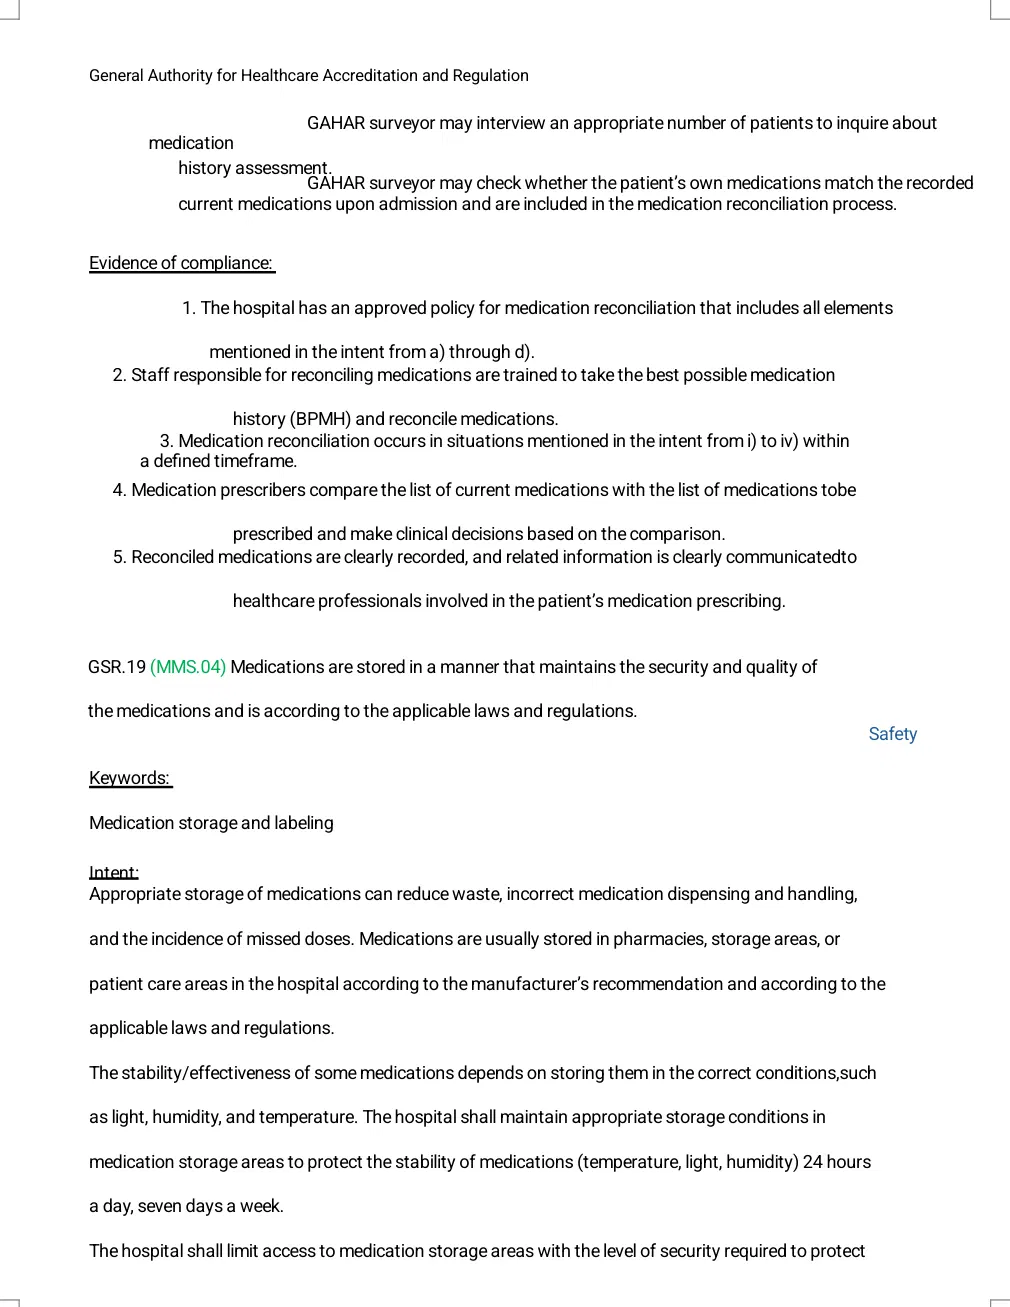 General Authority for Healthcare Accreditation and Regulation
GAHAR surveyor may interview an appropriate number of patients to inquire about
medication
history assessment.
GAHAR surveyor may check whether the patient’s own medications match the recorded
current medications upon admission and are included in the medication reconciliation process.
Evidence of compliance:
1. The hospital has an approved policy for medication reconciliation that includes all elements
mentioned in the intent from a) through d).
2. Staff responsible for reconciling medications are trained to take the best possible medication
history (BPMH) and reconcile medications.
3. Medication reconciliation occurs in situations mentioned in the intent from i) to iv) within
a defined timeframe.
4. Medication prescribers compare the list of current medications with the list of medications tobe
prescribed and make clinical decisions based on the comparison.
5. Reconciled medications are clearly recorded, and related information is clearly communicatedto
healthcare professionals involved in the patient’s medication prescribing.
GSR.19 (MMS.04) Medications are stored in a manner that maintains the security and quality of
the medications and is according to the applicable laws and regulations.
Safety
Keywords:
Medication storage and labeling
Intent:
Appropriate storage of medications can reduce waste, incorrect medication dispensing and handling,
and the incidence of missed doses. Medications are usually stored in pharmacies, storage areas, or
patient care areas in the hospital according to the manufacturer’s recommendation and according to the
applicable laws and regulations.
The stability/effectiveness of some medications depends on storing them in the correct conditions,such
as light, humidity, and temperature. The hospital shall maintain appropriate storage conditions in
medication storage areas to protect the stability of medications (temperature, light, humidity) 24 hours
a day, seven days a week.
The hospital shall limit access to medication storage areas with the level of security required to protect